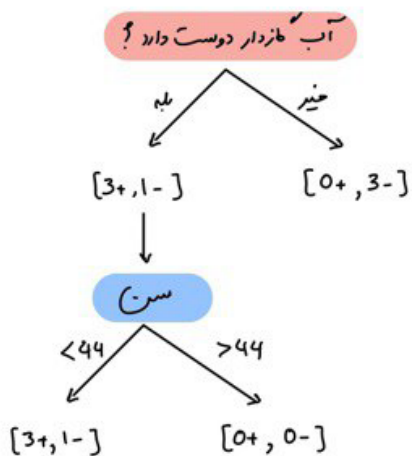 آب گازدار دوست دارد ؟
بله
خیر
[3+,1-]
[0+,3-]
سن
<44
>44
[3+,1-]
[0+,0-]